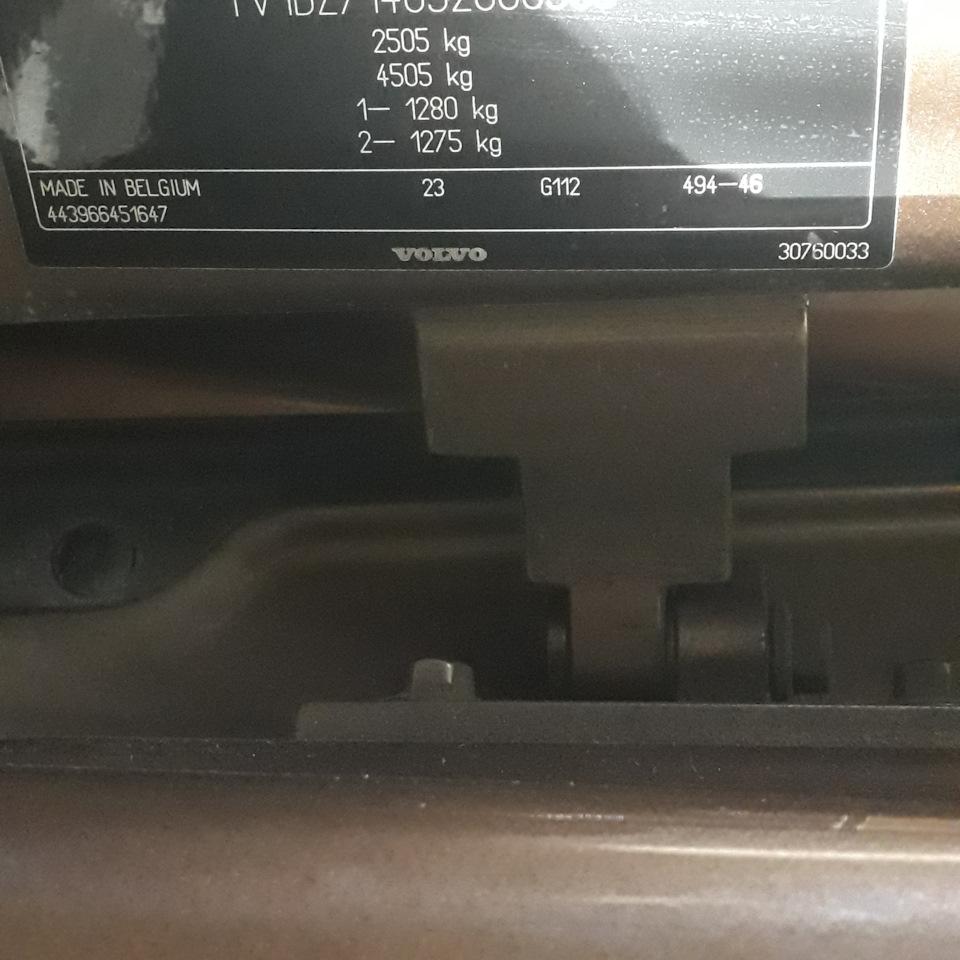 2505 kg
4505 kg
1— 1280 kg
2— 1275 kg
MADE IN BELGIUM 23 G112 494—46
443966451647
VOLVO 30760033